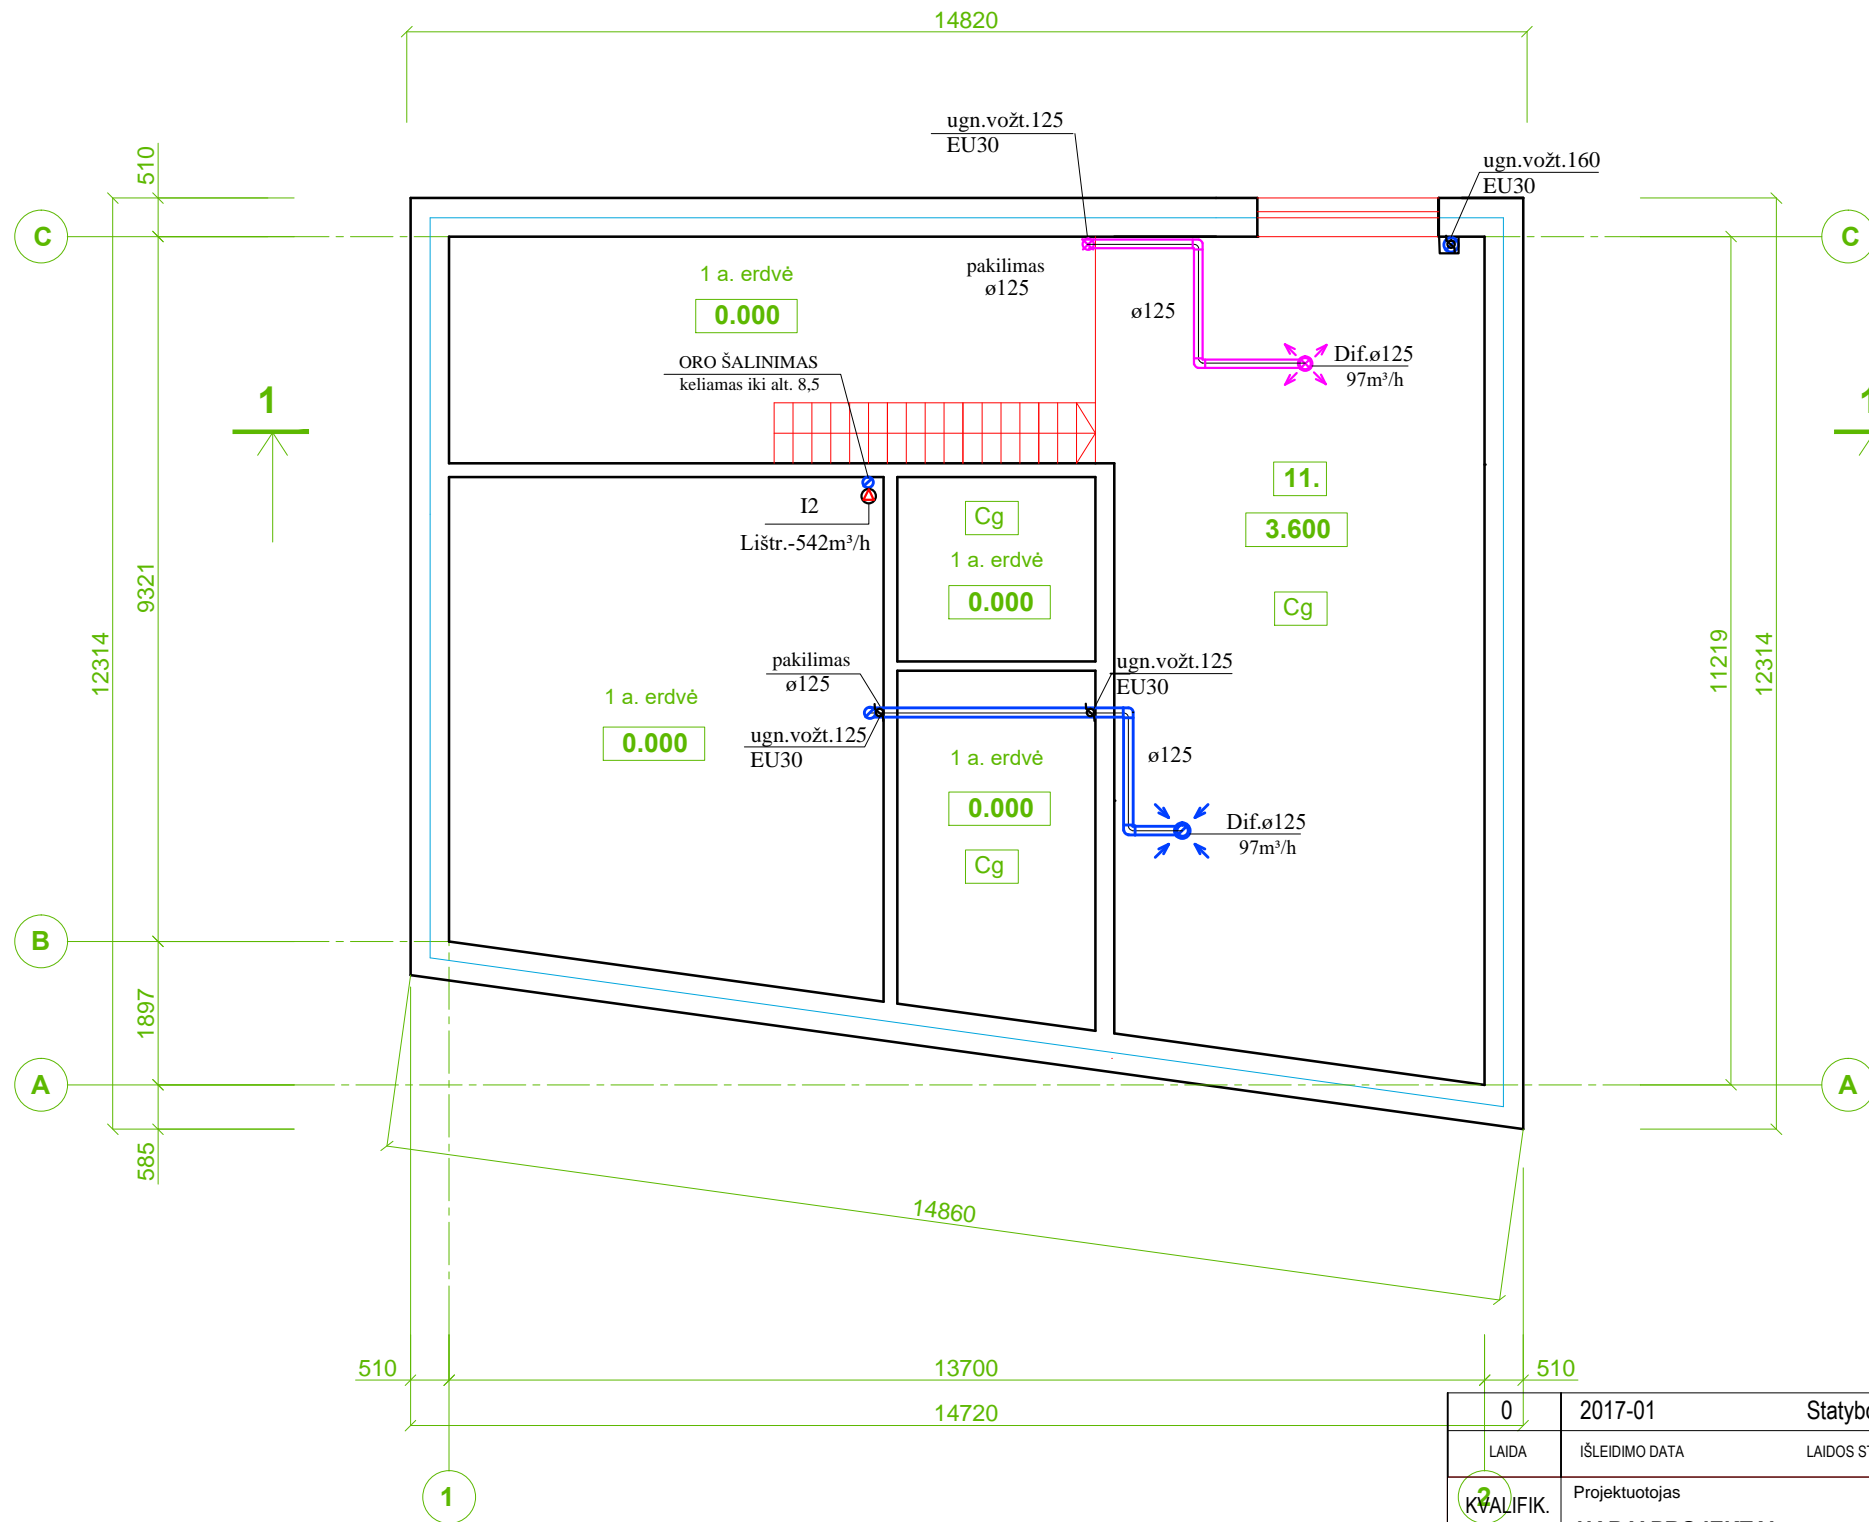 14820
ugn.vožt.125
EU30
ugn.vožt.160
EU30
510
C
C
1 a. erdvė
0.000
pakilimas
ø125
ø125
Dif.ø125
97m³/h
ORO ŠALINIMAS
keliamas iki alt. 8,5
1
1
I2
Lištr.-542m³/h
Cg
1 a. erdvė
0.000
11.
3.600
Cg
9321
12314
11219
12314
pakilimas
ø125
ugn.vožt.125
EU30
1 a. erdvė
0.000
ugn.vožt.125
EU30
1 a. erdvė
0.000
Cg
ø125
Dif.ø125
97m³/h
B
1897
A
A
585
14860
510
13700
510
14720
1
2
0
2017-01
LAIDA
IŠLEIDIMO DATA
KVALIFIK.
Projektuotojas